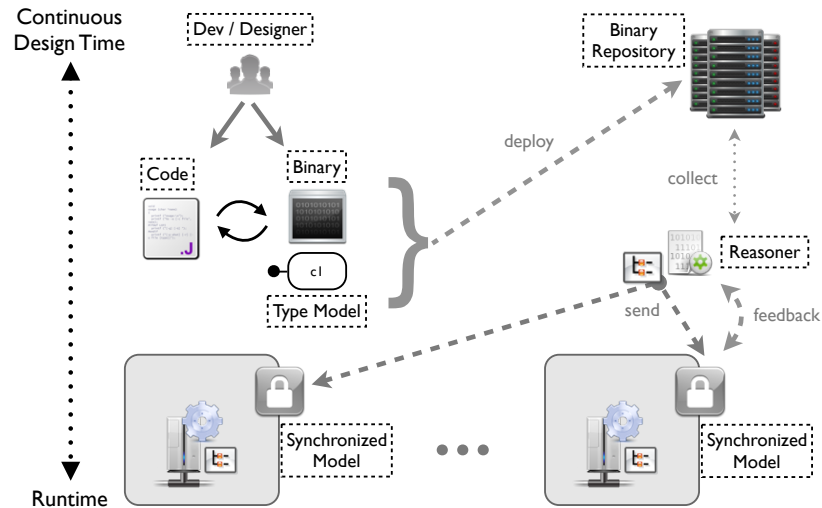 Continuous
Design Time
Dev / Designer
Binary
Repository
deploy
Code
Binary
collect
.J
c1
Type Model
Reasoner
send
feedback
Synchronized
Model
Synchronized
Model
Runtime